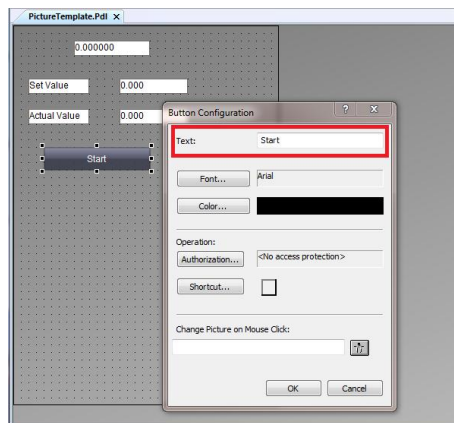 PictureTemplate.Pdl X
0.000000
Set Value 0.000
Actual Value 0.000
Start
Button Configuration ? X
Text: Start
Font... Arial
Color...
Operation:
Authorization... <No access protection>
Shortcut...
Change Picture on Mouse Click:
OK Cancel